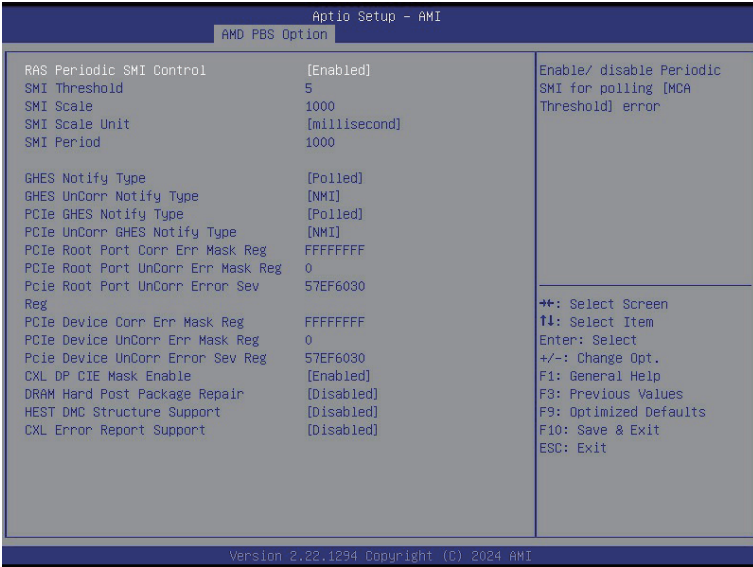 Aptio Setup – AMI
AMD PBS Option
RAS Periodic SMI Control [Enabled]
SMI Threshold 5
SMI Scale 1000
SMI Scale Unit [millisecond]
SMI Period 1000
GHES Notify Type [Polled]
GHES UnCorr Notify Type [NMI]
PCIe GHES Notify Type [Polled]
PCIe UnCorr GHES Notify Type [NMI]
PCIe Root Port Corr Err Mask Reg FFFFFFFF
PCIe Root Port UnCorr Err Mask Reg 0
Pcie Root Port UnCorr Error Sev 57EF6030
Reg
PCIe Device Corr Err Mask Reg FFFFFFFF
PCIe Device UnCorr Err Mask Reg 0
Pcie Device UnCorr Error Sev Reg 57EF6030
CXL DP CIE Mask Enable [Enabled]
DRAM Hard Post Package Repair [Disabled]
HEST DMC Structure Support [Disabled]
CXL Error Report Support [Disabled]
Enable/ disable Periodic
SMI for polling [MCA
Threshold] error
→←: Select Screen
↑↓: Select Item
Enter: Select
+/-: Change Opt.
F1: General Help
F3: Previous Values
F9: Optimized Defaults
F10: Save & Exit
ESC: Exit
Version 2.22.1294 Copyright (C) 2024 AMI